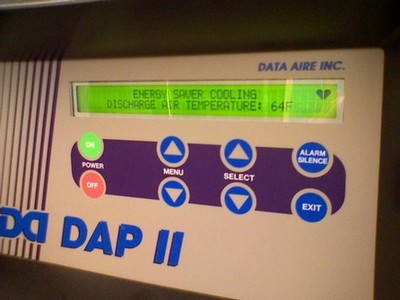 DATA AIRE INC.
ENERGY SAVER COOLING
DISCHARGE AIR TEMPERATURE: 64F
ON
POWER
OFF
MENU
SELECT
ALARM
SILENCE
EXIT
DAP II